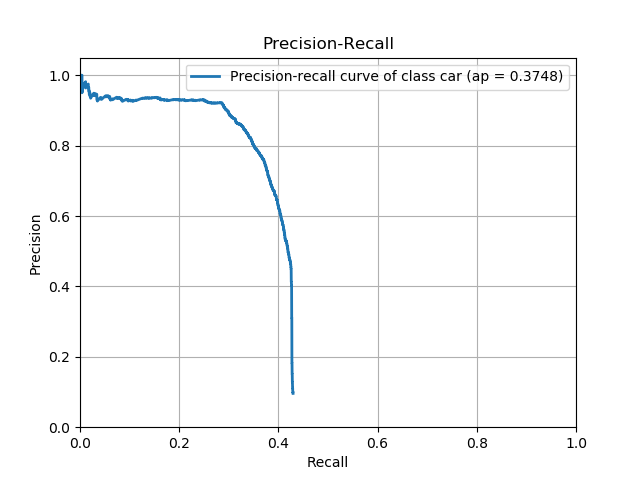 Precision-Recall
Precision-recall curve of class car (ap = 0.3748)
1.0
0.8
0.6
0.4
0.2
0.0
Precision
0.0 0.2 0.4 0.6 0.8 1.0
Recall